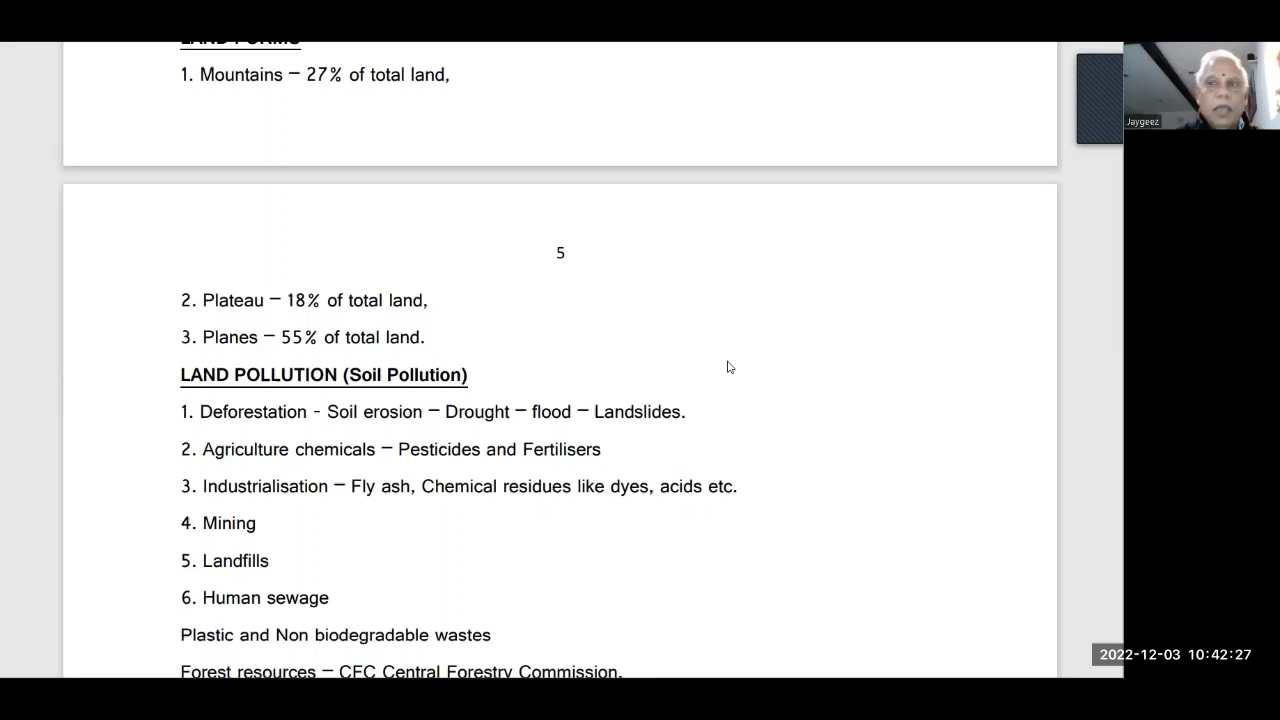 LAND FORMS
1. Mountains – 27% of total land,
5
2. Plateau – 18% of total land,
3. Planes – 55% of total land.
LAND POLLUTION (Soil Pollution)
1. Deforestation - Soil erosion – Drought – flood – Landslides.
2. Agriculture chemicals – Pesticides and Fertilisers
3. Industrialisation – Fly ash, Chemical residues like dyes, acids etc.
4. Mining
5. Landfills
6. Human sewage
Plastic and Non biodegradable wastes
Forest resources – CFC Central Forestry Commission.
Jaygeez
2022-12-03 10:42:27